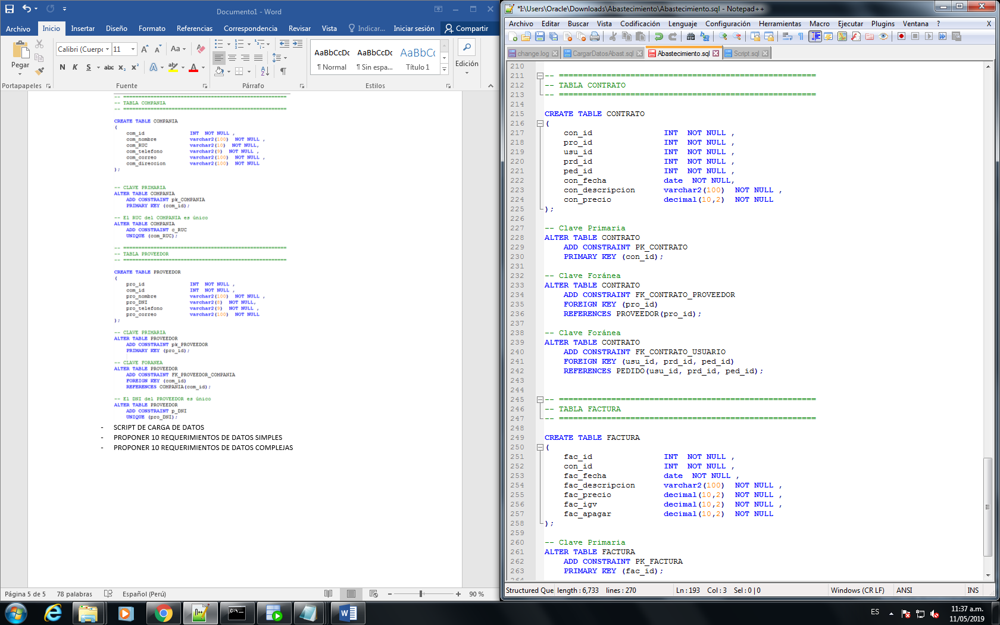 Documento1 - Word
Archivo Inicio Insertar Diseño Formato Referencias Correspondencia Revisar Vista Indicar... Iniciar sesión Compartir
Pegar
Calibri (Cuerpo 11
N K S abc x₂ x²
AaBbCcDc AaBbCcDc AaBbCc
¶ Normal ¶ Sin espa... Título 1
Edición
Portapapeles Fuente Párrafo Estilos
-- TABLA COMPANIA
CREATE TABLE COMPANIA
(
com_id INT NOT NULL ,
com_nombre varchar2(100) NOT NULL ,
com_RUC varchar2(10) NOT NULL,
com_telefono varchar2(9) NOT NULL ,
com_correo varchar2(100) NOT NULL ,
com_direccion varchar2(100) NOT NULL
);
-- CLAVE PRIMARIA
ALTER TABLE COMPANIA
ADD CONSTRAINT pk_COMPANIA
PRIMARY KEY (com_id);
-- El RUC del COMPANIA es único
ALTER TABLE COMPANIA
ADD CONSTRAINT c_RUC
UNIQUE (com_RUC);
-- ====================================================
-- TABLA PROVEEDOR
-- ====================================================
CREATE TABLE PROVEEDOR
(
pro_id INT NOT NULL ,
com_id INT NOT NULL ,
pro_nombre varchar2(100) NOT NULL ,
pro_DNI varchar2(8) NOT NULL,
pro_telefono varchar2(9) NOT NULL ,
pro_correo varchar2(100) NOT NULL
);
-- CLAVE PRIMARIA
ALTER TABLE PROVEEDOR
ADD CONSTRAINT pk_PROVEEDOR
PRIMARY KEY (pro_id);
-- CLAVE FORANEA
ALTER TABLE PROVEEDOR
ADD CONSTRAINT FK_PROVEEDOR_COMPANIA
FOREIGN KEY (com_id)
REFERENCES COMPANIA(com_id);
-- El DNI del PROVEEDOR es único
ALTER TABLE PROVEEDOR
ADD CONSTRAINT p_DNI
UNIQUE (pro_DNI);
- SCRIPT DE CARGA DE DATOS
- PROPONER 10 REQUERIMIENTOS DE DATOS SIMPLES
- PROPONER 10 REQUERIMIENTOS DE DATOS COMPLEJAS
Página 5 de 5 78 palabras Español (Perú) 90 %
*I:\Users\Oracle\Downloads\Abastecimiento\Abastecimiento.sql - Notepad++
Archivo Editar Buscar Vista Codificación Lenguaje Configuración Herramientas Macro Ejecutar Plugins Ventana ? X
change.log CargarDatosAbast.sql Abastecimiento.sql Script.sql
210
211 -- ======================================================
212 -- TABLA CONTRATO
213 -- ======================================================
214
215 CREATE TABLE CONTRATO
216 (
217 con_id INT NOT NULL ,
218 pro_id INT NOT NULL ,
219 usu_id INT NOT NULL ,
220 prd_id INT NOT NULL ,
221 ped_id INT NOT NULL ,
222 con_fecha date NOT NULL,
223 con_descripcion varchar2(100) NOT NULL ,
224 con_precio decimal(10,2) NOT NULL
225 );
226
227 -- Clave Primaria
228 ALTER TABLE CONTRATO
229 ADD CONSTRAINT PK_CONTRATO
230 PRIMARY KEY (con_id);
231
232 -- Clave Foránea
233 ALTER TABLE CONTRATO
234 ADD CONSTRAINT FK_CONTRATO_PROVEEDOR
235 FOREIGN KEY (pro_id)
236 REFERENCES PROVEEDOR(pro_id);
237
238 -- Clave Foránea
239 ALTER TABLE CONTRATO
240 ADD CONSTRAINT FK_CONTRATO_USUARIO
241 FOREIGN KEY (usu_id, prd_id, ped_id)
242 REFERENCES PEDIDO(usu_id, prd_id, ped_id);
243
244
245 -- ======================================================
246 -- TABLA FACTURA
247 -- ======================================================
248
249 CREATE TABLE FACTURA
250 (
251 fac_id INT NOT NULL ,
252 con_id INT NOT NULL ,
253 fac_fecha date NOT NULL ,
254 fac_descripcion varchar2(100) NOT NULL ,
255 fac_precio decimal(10,2) NOT NULL ,
256 fac_igv decimal(10,2) NOT NULL ,
257 fac_apagar decimal(10,2) NOT NULL
258 );
259
260 -- Clave Primaria
261 ALTER TABLE FACTURA
262 ADD CONSTRAINT PK_FACTURA
263 PRIMARY KEY (fac_id);
264
Structured Que length : 6,733 lines : 270 Ln : 193 Col : 3 Sel : 0 | 0 Windows (CR LF) ANSI INS
ES 11:37 a.m.
11/05/2019